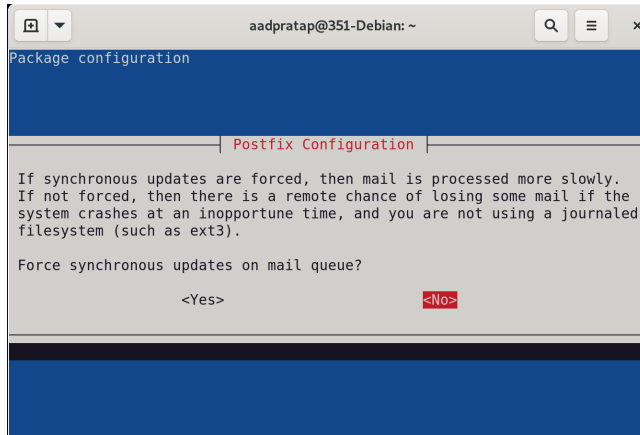 aadpratap@351-Debian: ~
Package configuration
Postfix Configuration
If synchronous updates are forced, then mail is processed more slowly.
If not forced, then there is a remote chance of losing some mail if the
system crashes at an inopportune time, and you are not using a journaled
filesystem (such as ext3).
Force synchronous updates on mail queue?
<Yes> <No>